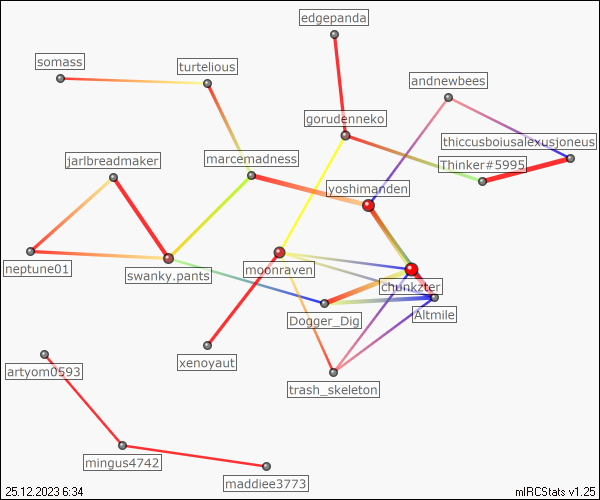 edgepanda
somass
turtelious
andnewbees
gorudenneko
thiccusboiusalexusjoneus
jarlbreadmaker
marcemadness
Thinker#5995
yoshimanden
neptune01
swanky.pants
moonraven
chunkzter
Dogger_Dig
Altmile
xenoyaut
artyom0593
trash_skeleton
mingus4742
maddiee3773
25.12.2023 6:34
mIRCStats v1.25